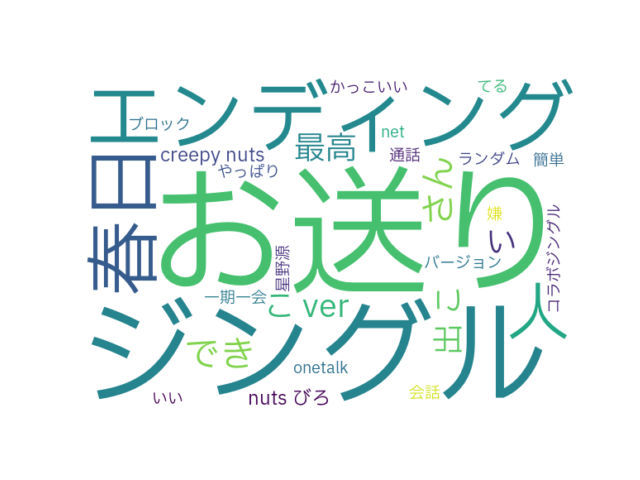 エンディング
かっこいい
てる
ブロック
net
最高
creepy nuts
通話
ランダム
簡単
やっぱり
春日
お送り
さん
嫌
い
コラボジングル
星野源
バージョン
一期一会
こ
ver
出に
人
ジングル
でき
onetalk
会話
いい
nuts びろ